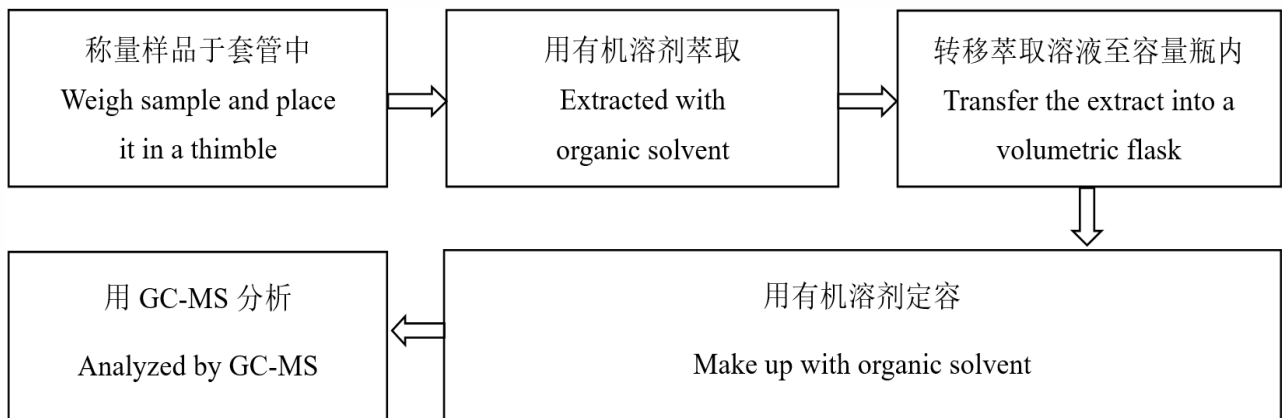 称量样品于套管中
Weigh sample and place
it in a thimble
用有机溶剂萃取
Extracted with
organic solvent
转移萃取溶液至容量瓶内
Transfer the extract into a
volumetric flask
用有机溶剂定容
Make up with organic solvent
用 GC-MS 分析
Analyzed by GC-MS